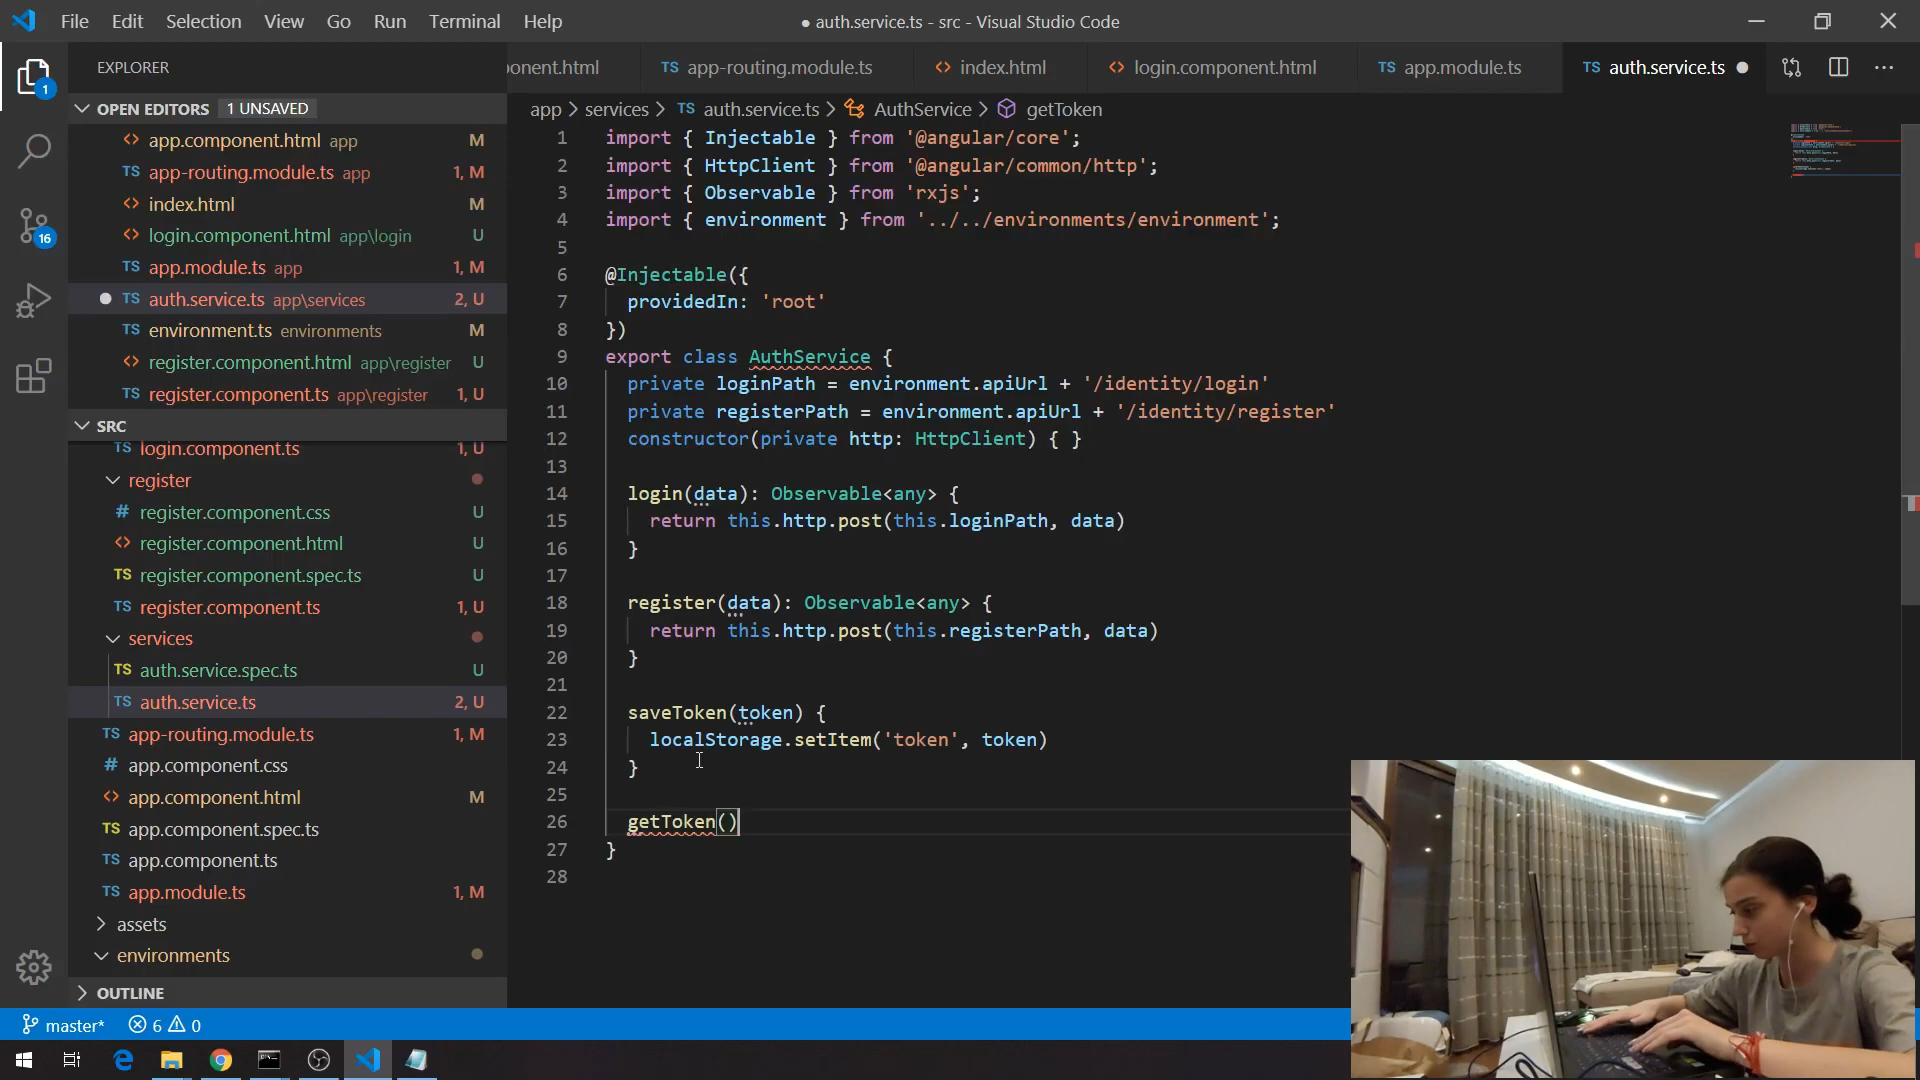 File Edit Selection View Go Run Terminal Help
● auth.service.ts - src - Visual Studio Code
EXPLORER
OPEN EDITORS 1 UNSAVED
<> app.component.html app M
TS app-routing.module.ts app 1, M
<> index.html M
<> login.component.html app\login U
TS app.module.ts app 1, M
● TS auth.service.ts app\services 2, U
TS environment.ts environments M
<> register.component.html app\register U
TS register.component.ts app\register 1, U
SRC
TS login.component.ts 1, U
register
# register.component.css U
<> register.component.html U
TS register.component.spec.ts U
TS register.component.ts 1, U
services
TS auth.service.spec.ts U
TS auth.service.ts 2, U
TS app-routing.module.ts 1, M
# app.component.css
<> app.component.html M
TS app.component.spec.ts
TS app.component.ts
TS app.module.ts 1, M
assets
environments
OUTLINE
1
16
onent.html TS app-routing.module.ts <> index.html <> login.component.html TS app.module.ts TS auth.service.ts ●
app > services > TS auth.service.ts > AuthService > getToken
1 import { Injectable } from '@angular/core';
2 import { HttpClient } from '@angular/common/http';
3 import { Observable } from 'rxjs';
4 import { environment } from '../../environments/environment';
5
6 @Injectable({
7 providedIn: 'root'
8 })
9 export class AuthService {
10 private loginPath = environment.apiUrl + '/identity/login'
11 private registerPath = environment.apiUrl + '/identity/register'
12 constructor(private http: HttpClient) { }
13
14 login(data): Observable<any> {
15 return this.http.post(this.loginPath, data)
16 }
17
18 register(data): Observable<any> {
19 return this.http.post(this.registerPath, data)
20 }
21
22 saveToken(token) {
23 localStorage.setItem('token', token)
24 }
25
26 getToken()
27 }
28
master* 6 0